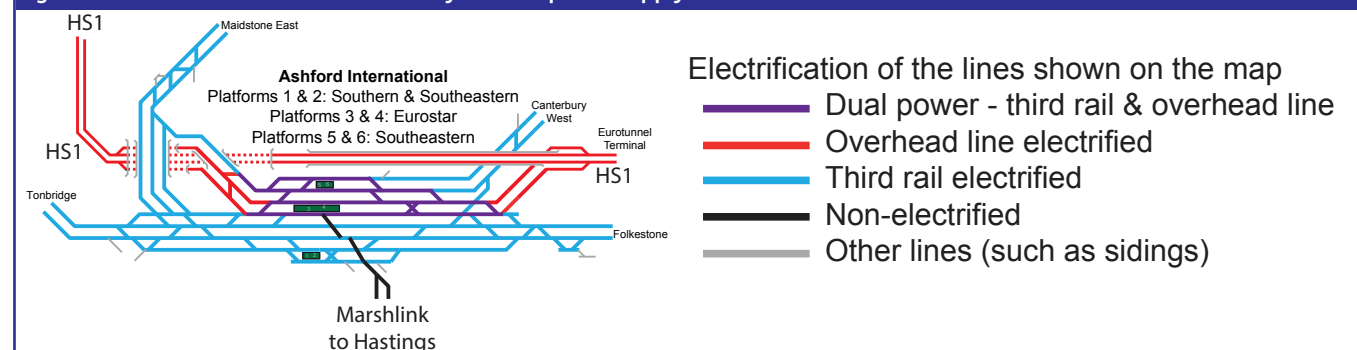 HS1
Maidstone East
Ashford International
Platforms 1 & 2: Southern & Southeastern
Platforms 3 & 4: Eurostar
Platforms 5 & 6: Southeastern
Canterbury
West
Eurotunnel
Terminal
HS1
HS1
Tonbridge
Folkestone
Marshlink
to Hastings
Electrification of the lines shown on the map
Dual power - third rail & overhead line
Overhead line electrified
Third rail electrified
Non-electrified
Other lines (such as sidings)